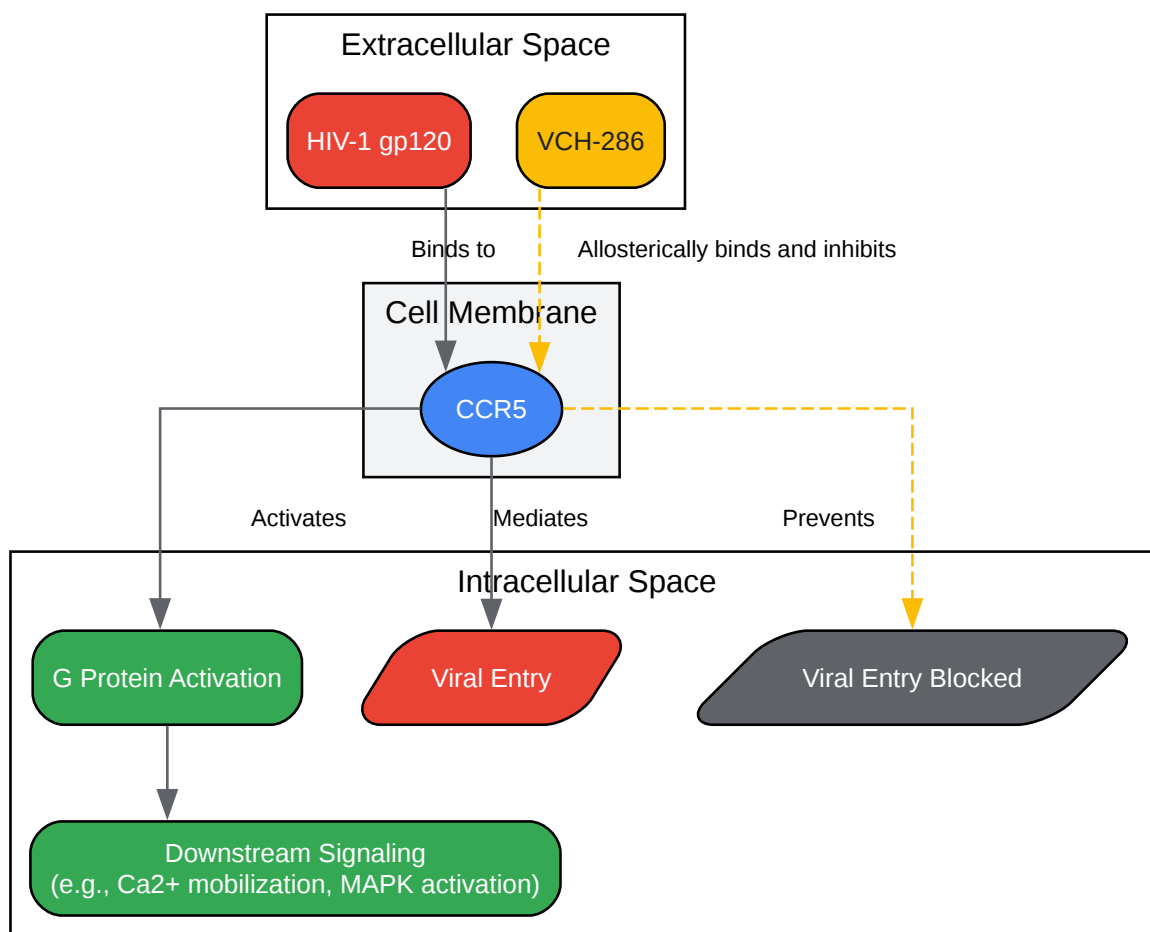 Extracellular Space
HIV-1 gp120
VCH-286
Binds to
Allosterically binds and inhibits
Cell Membrane
CCR5
Activates
Mediates
Prevents
Intracellular Space
G Protein Activation
Viral Entry
Viral Entry Blocked
Downstream Signaling
(e.g., Ca2+ mobilization, MAPK activation)